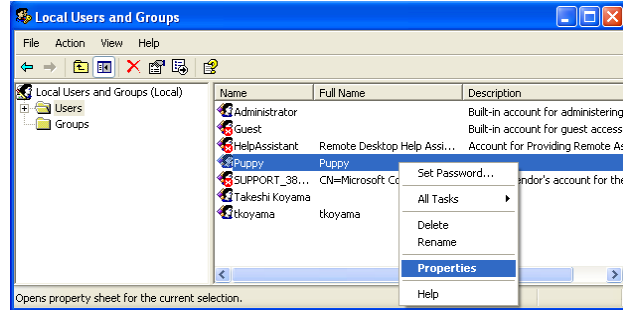 Local Users and Groups
File Action View Help
Local Users and Groups (Local)
Users
Groups
Name Full Name Description
Administrator Built-in account for administering
Guest Built-in account for guest access
HelpAssistant Remote Desktop Help Assi... Account for Providing Remote As
Puppy Puppy
SUPPORT_38... CN=Microsoft Co endor's account for the
Takeshi Koyama
tkoyama tkoyama
Set Password...
All Tasks
Delete
Rename
Properties
Help
Opens property sheet for the current selection.